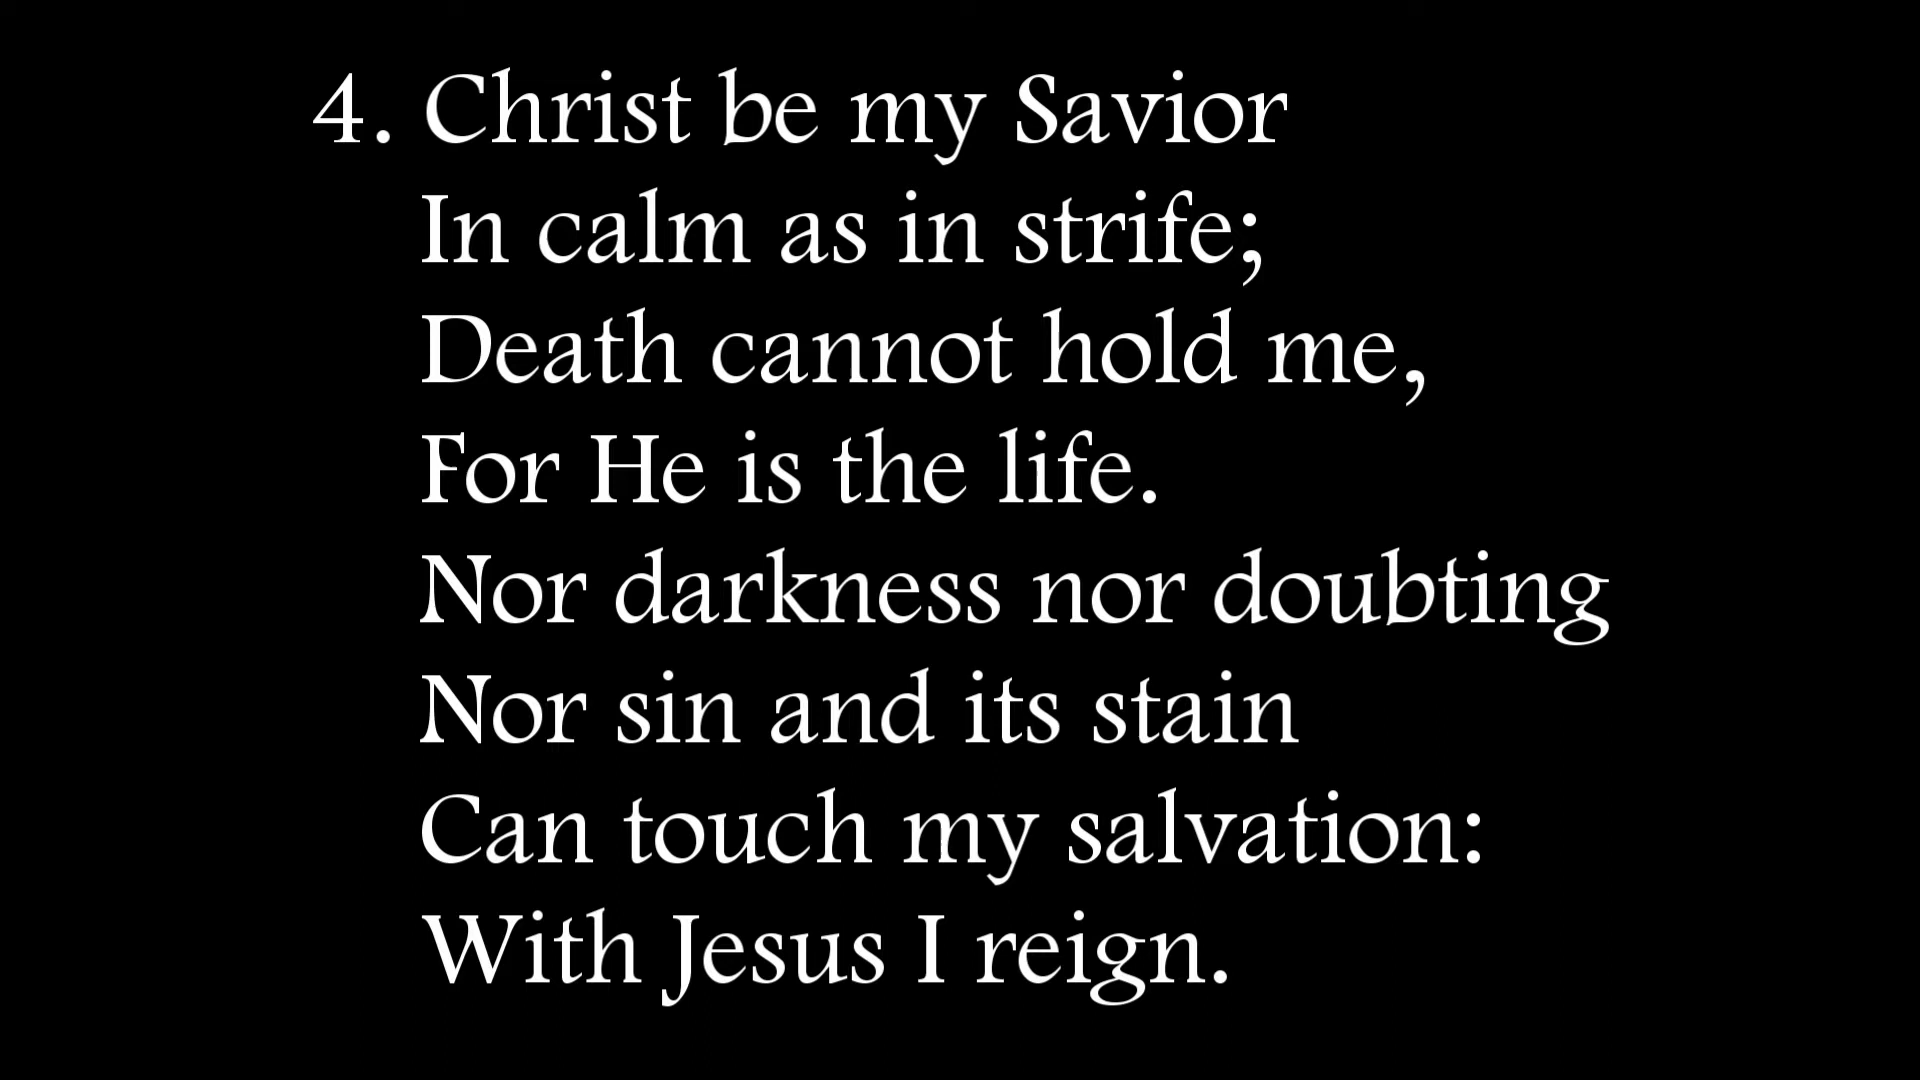 4. Christ be my Savior
In calm as in strife;
Death cannot hold me,
For He is the life.
Nor darkness nor doubting
Nor sin and its stain
Can touch my salvation:
With Jesus I reign.